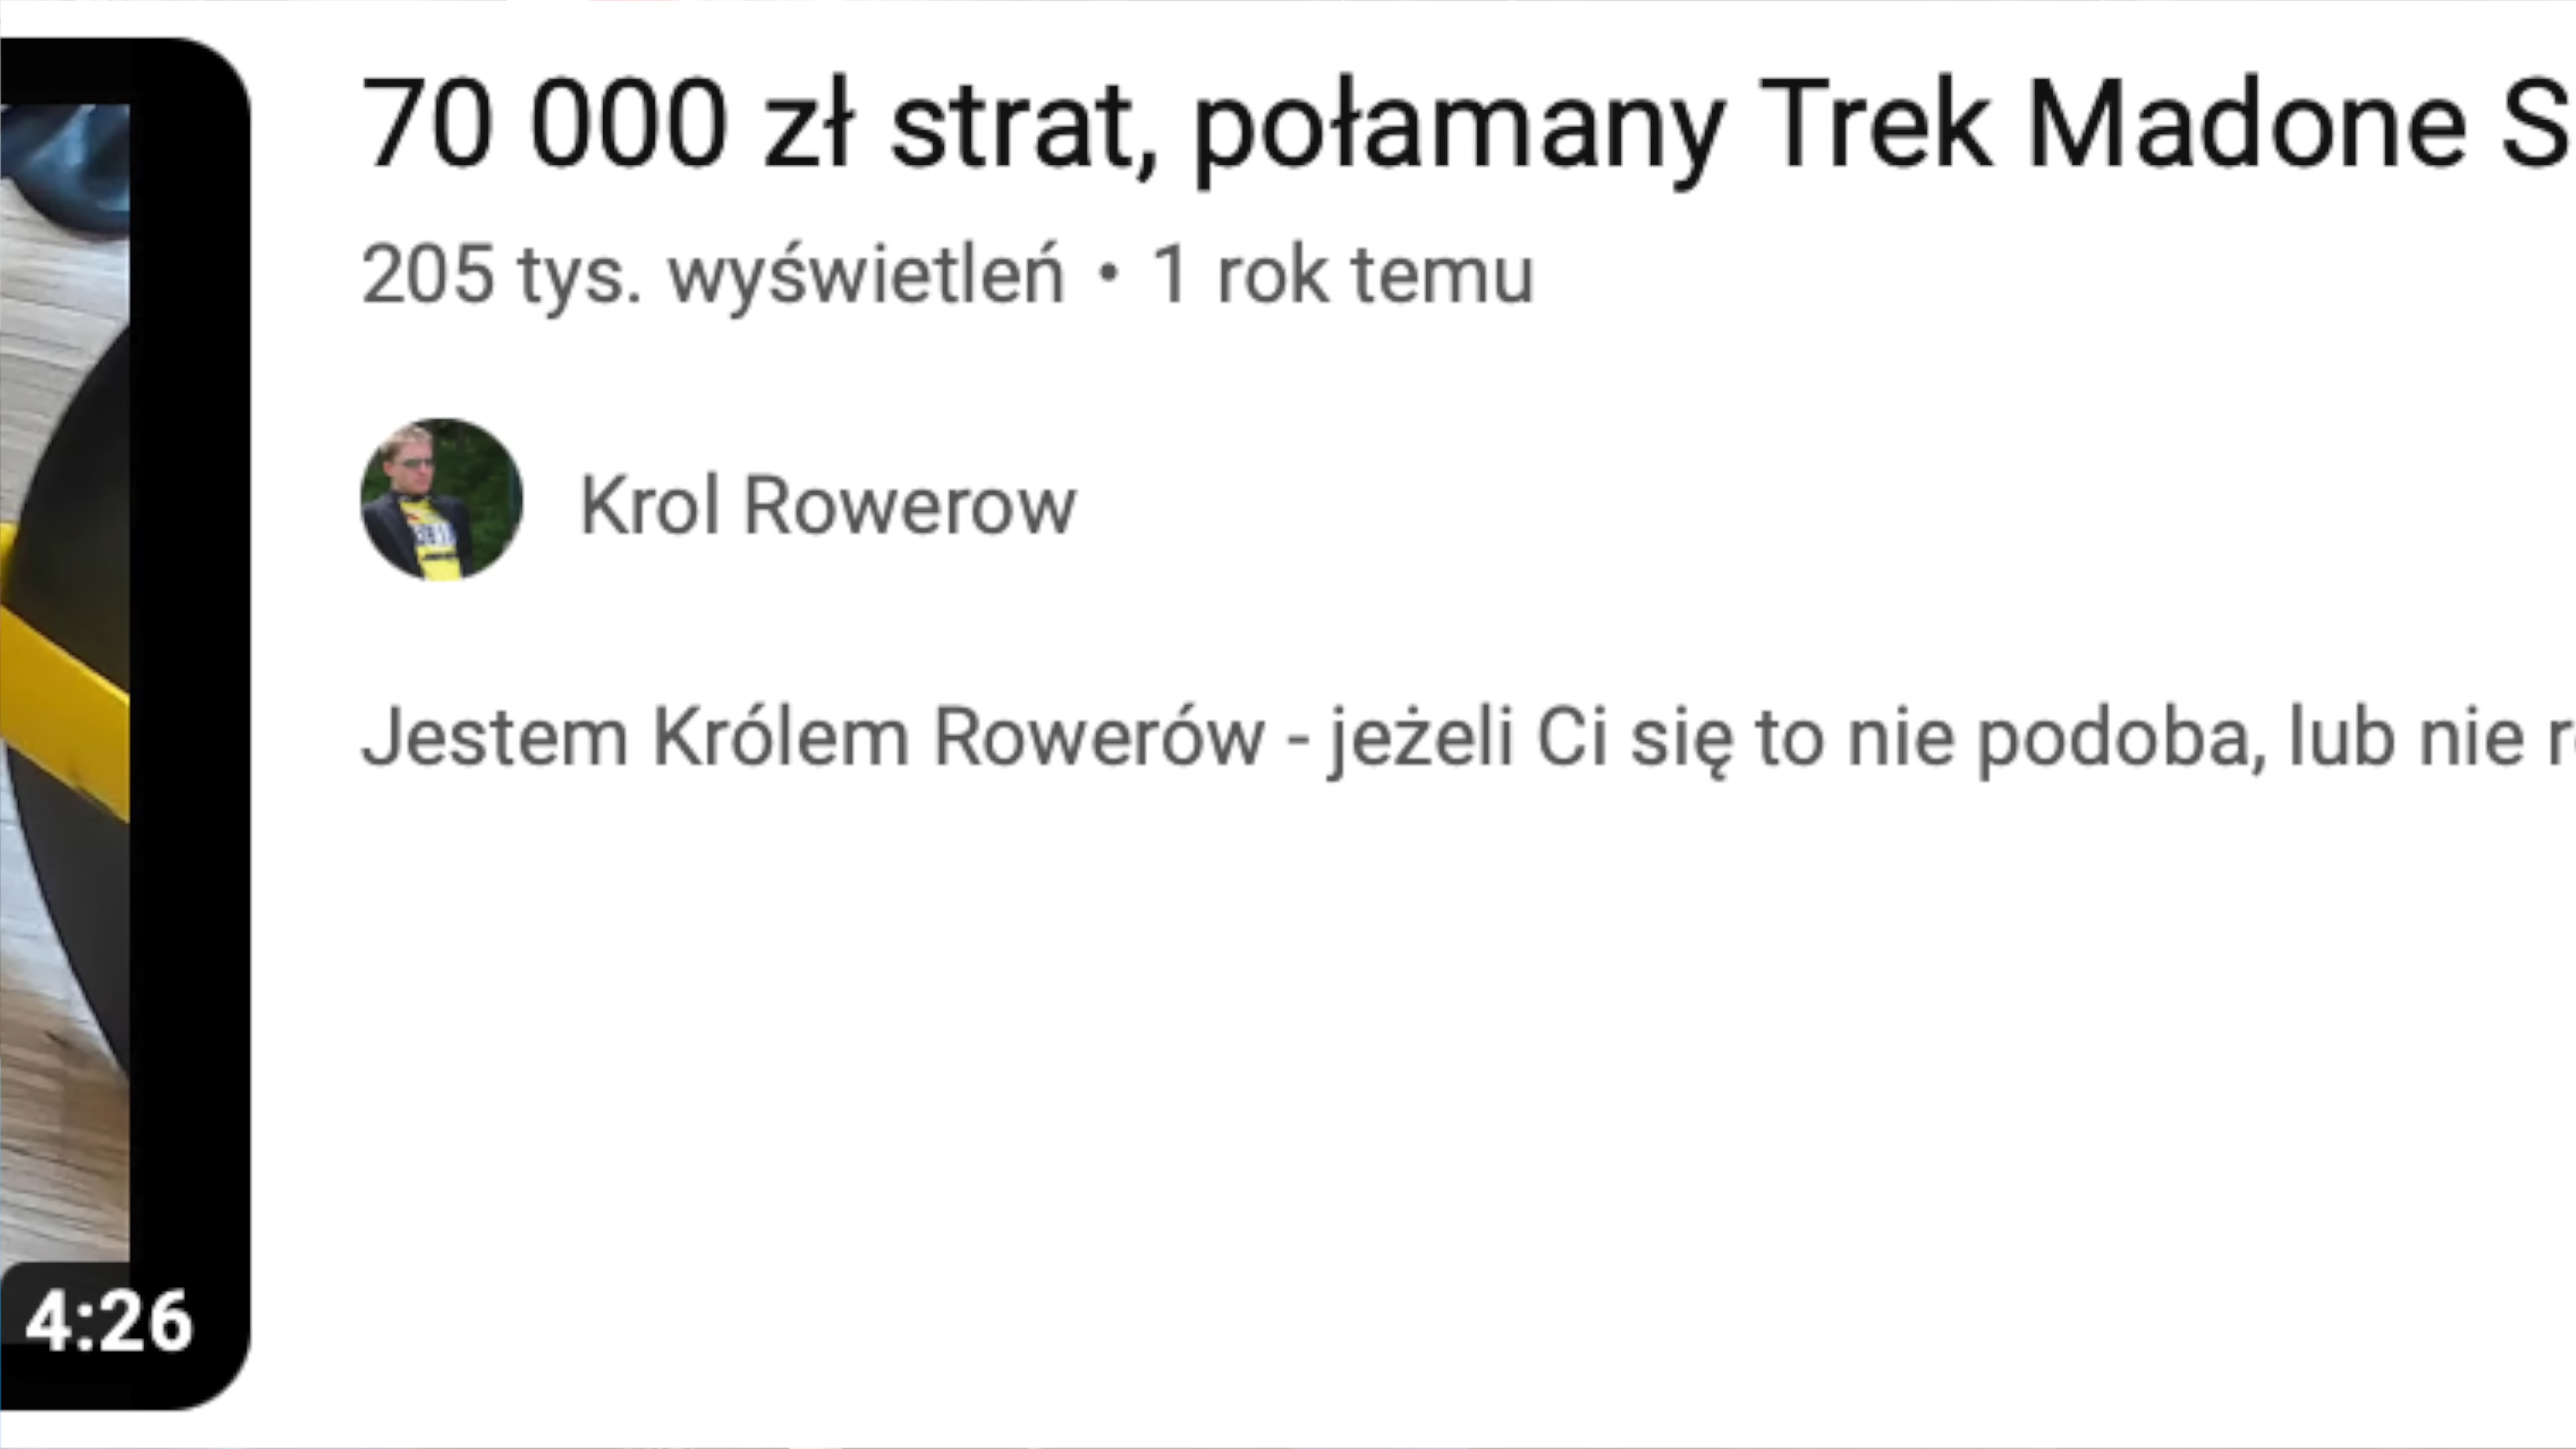 70 000 zł strat, połamany Trek Madone S
205 tys. wyświetleń • 1 rok temu
Krol Rowerow
Jestem Królem Rowerów - jeżeli Ci się to nie podoba, lub nie
4:26